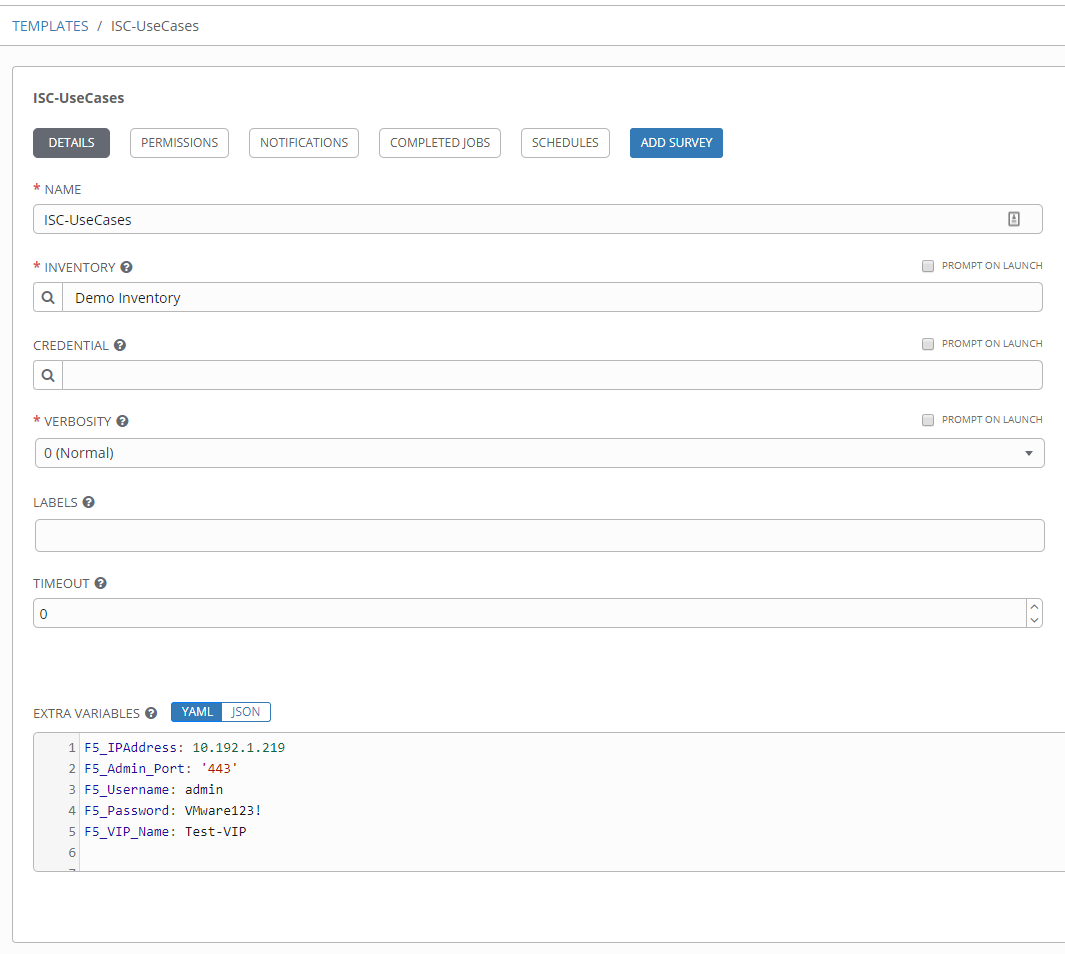 TEMPLATES / ISC-UseCases
ISC-UseCases
DETAILS PERMISSIONS NOTIFICATIONS COMPLETED JOBS SCHEDULES ADD SURVEY
* NAME
ISC-UseCases
* INVENTORY ? PROMPT ON LAUNCH
Demo Inventory
CREDENTIAL ? PROMPT ON LAUNCH
* VERBOSITY ? PROMPT ON LAUNCH
0 (Normal)
LABELS ?
TIMEOUT ?
0
EXTRA VARIABLES ? YAML JSON
1 F5_IPAddress: 10.192.1.219
2 F5_Admin_Port: '443'
3 F5_Username: admin
4 F5_Password: VMware123!
5 F5_VIP_Name: Test-VIP
6